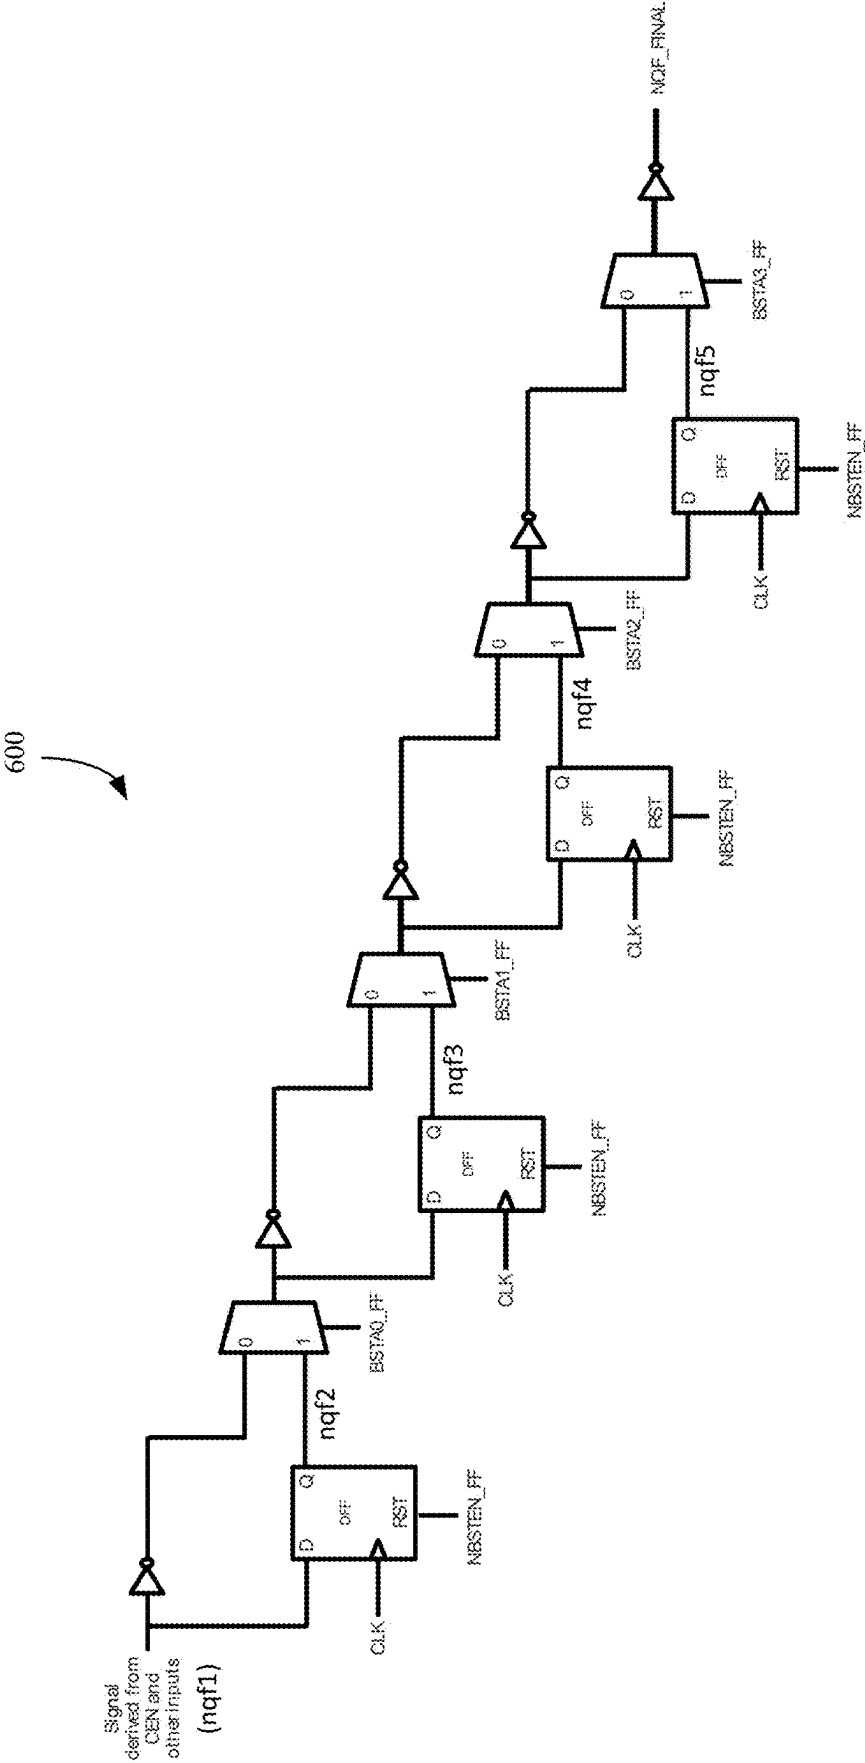 600
Signal
derived from
CEN and
other inputs
(nqf1)
D
Q
DFF
RST
CLK
NBSTEN_FF
nqf2
0
1
BSTA0_FF
D
Q
DFF
RST
CLK
NBSTEN_FF
nqf3
0
1
BSTA1_FF
D
Q
DFF
RST
CLK
NBSTEN_FF
nqf4
0
1
BSTA2_FF
D
Q
DFF
RST
CLK
NBSTEN_FF
nqf5
0
1
BSTA3_FF
NQF_FINAL